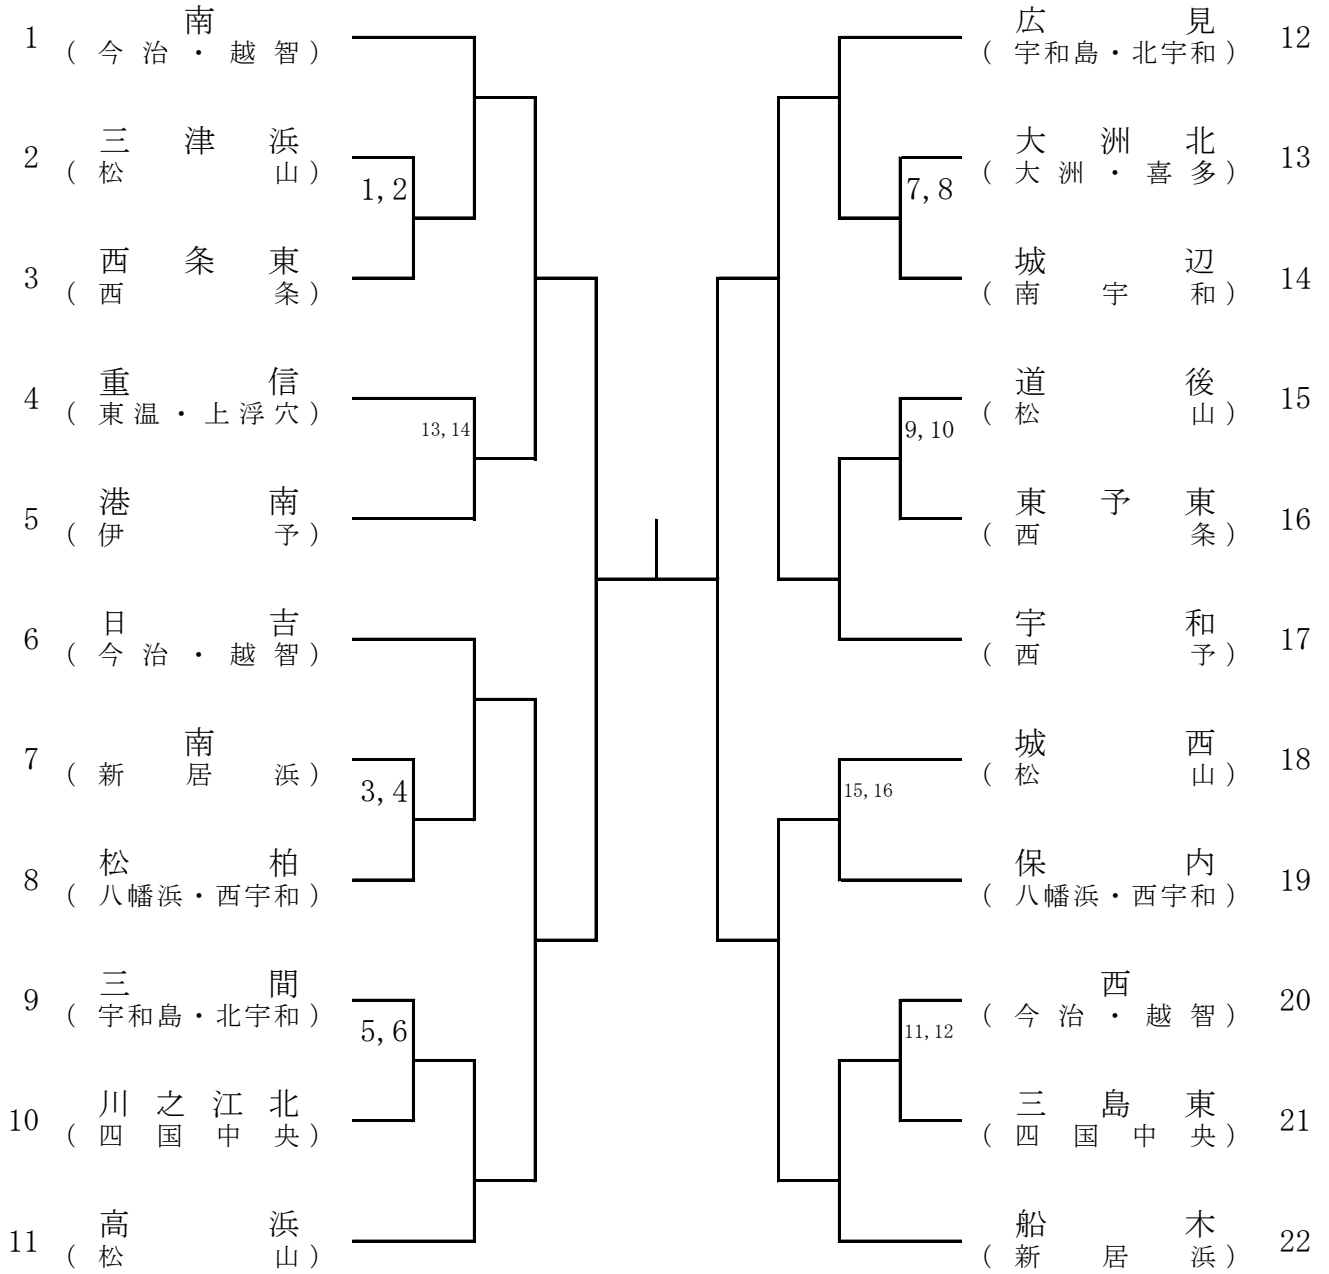 1 南
(今治・越智)
2 三津浜
(松山)
1,2
3 西条東
(西条)
4 重信
(東温・上浮穴)
13,14
5 港南
(伊予)
6 日吉
(今治・越智)
7 南
(新居浜)
3,4
8 松柏
(八幡浜・西宇和)
9 三間
(宇和島・北宇和)
5,6
10 川之江北
(四国中央)
11 高浜
(松山)
広見 12
(宇和島・北宇和)
大洲北 13
(大洲・喜多)
7,8
城辺 14
(南宇和)
道後 15
(松山)
9,10
東予東 16
(西条)
宇和 17
(西予)
城西 18
(松山)
15,16
保内 19
(八幡浜・西宇和)
西 20
(今治・越智)
11,12
三島東 21
(四国中央)
船木 22
(新居浜)